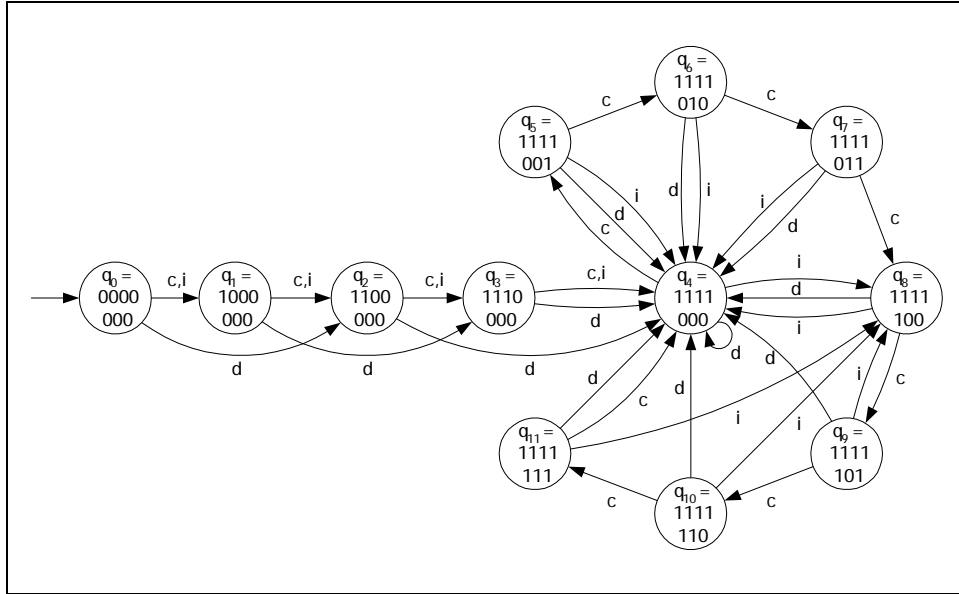 q0 =
0000
000
c,i
q1 =
1000
000
c,i
q2 =
1100
000
c,i
q3 =
1110
000
c,i
d
d
d
d
q4 =
1111
000
d
q5 =
1111
001
c
i
d
c
q6 =
1111
010
c
d
i
q7 =
1111
011
i
d
c
i
d
i
q8 =
1111
100
c
i
d
q9 =
1111
101
c
d
i
q10 =
1111
110
c
d
c
i
q11 =
1111
111